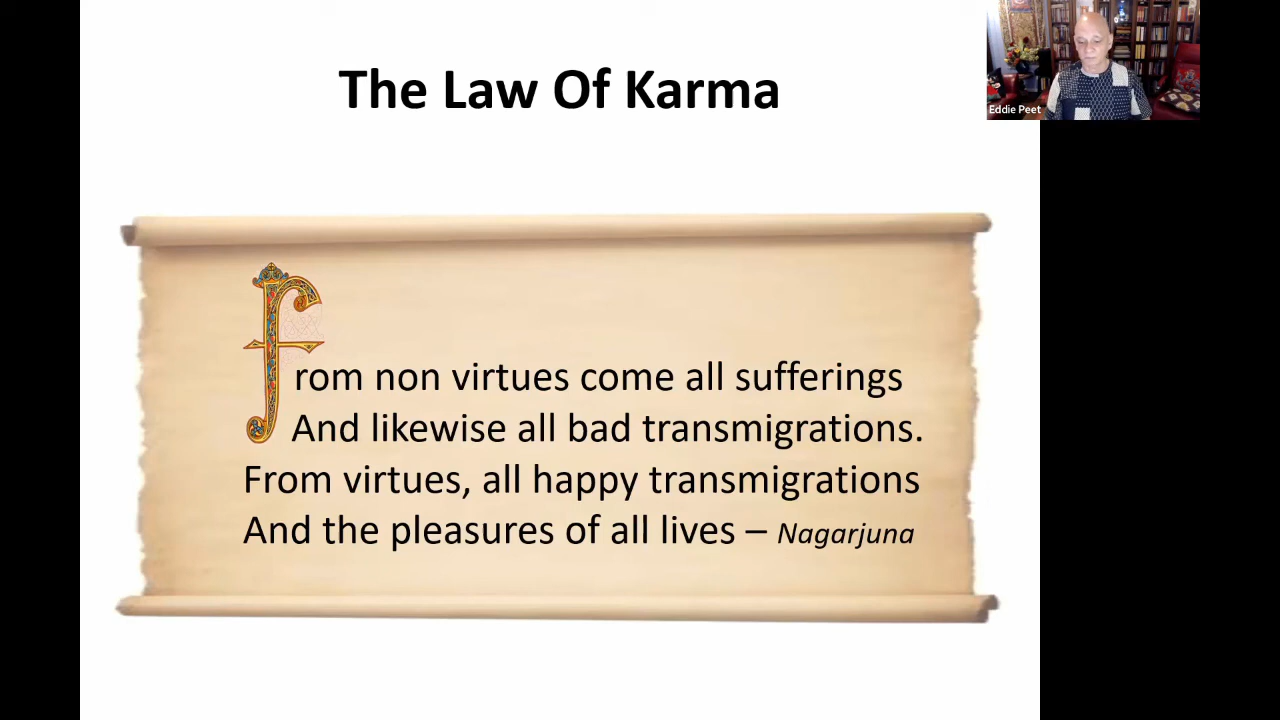 The Law Of Karma
Eddie Peet
From non virtues come all sufferings
And likewise all bad transmigrations.
From virtues, all happy transmigrations
And the pleasures of all lives – Nagarjuna